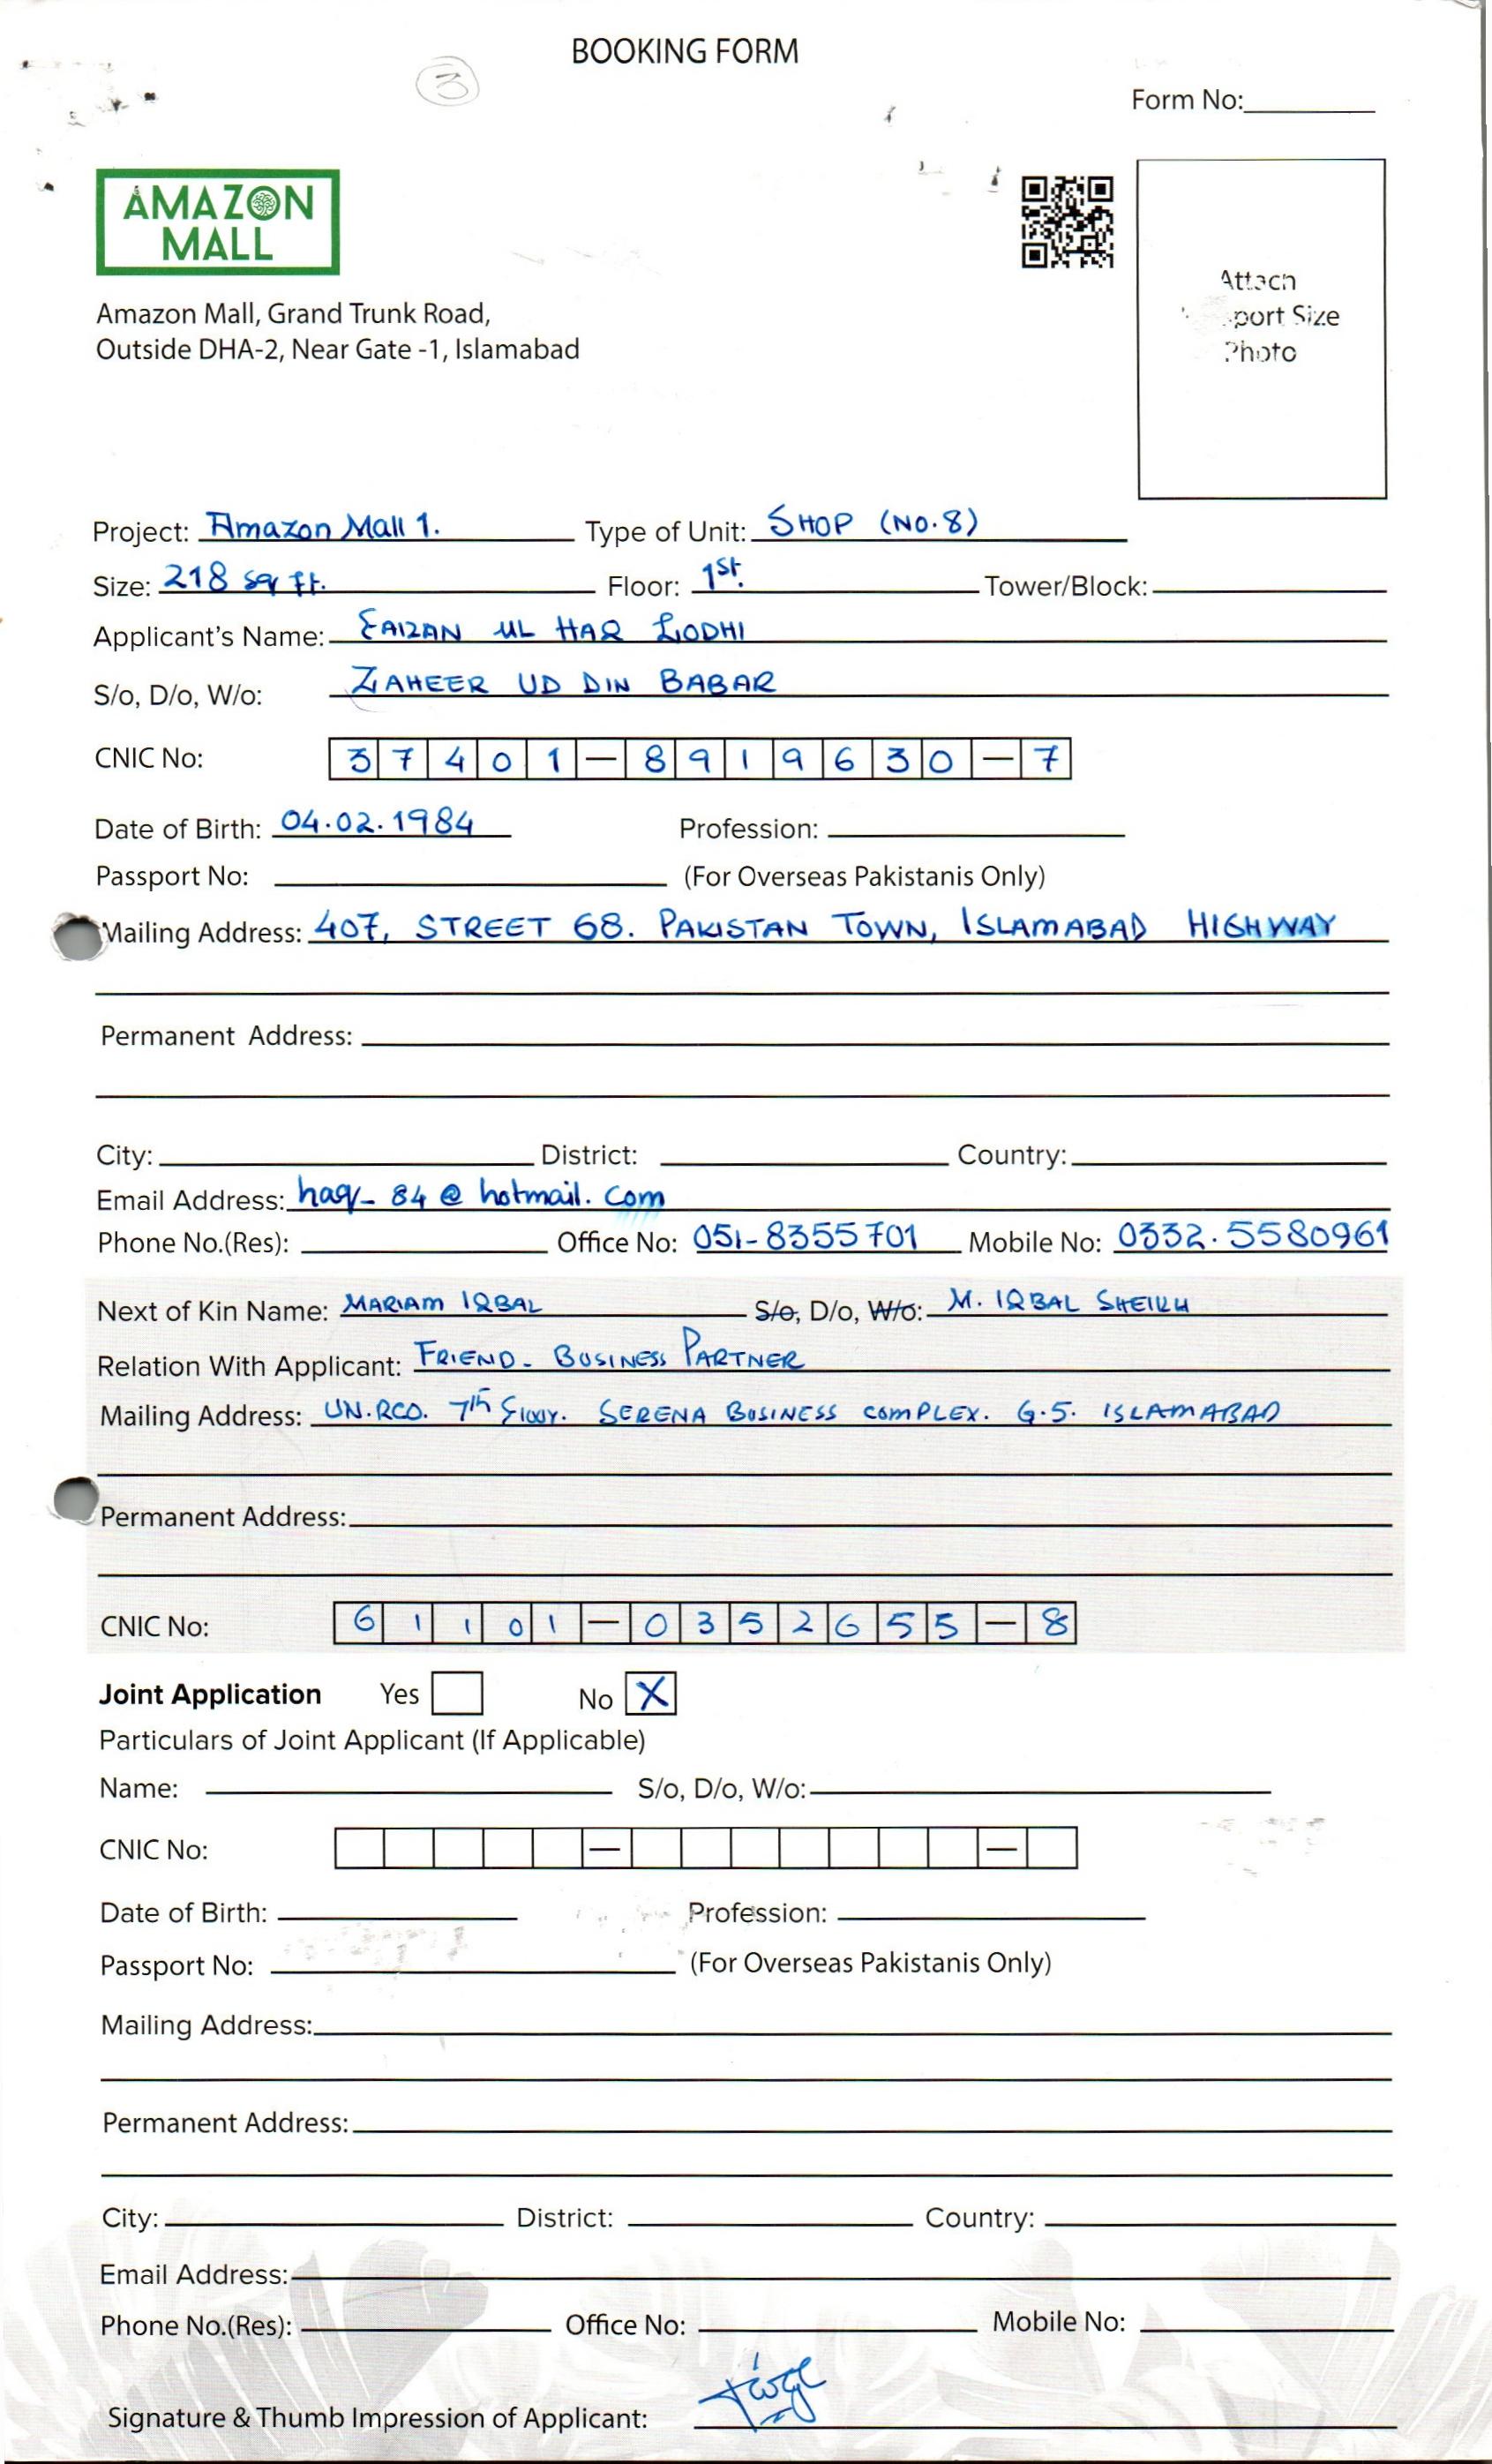 BOOKING FORM
3
Form No:
AMAZON
MALL
Amazon Mall, Grand Trunk Road,
Outside DHA-2, Near Gate -1, Islamabad
Attach
port Size
Photo
Project: Amazon Mall 1. Type of Unit: SHOP (NO.8)
Size: 218 sq ft. Floor: 1st. Tower/Block:
Applicant's Name: FAIZAN UL HAQ LODHI
S/o, D/o, W/o: ZAHEER UD DIN BABAR
CNIC No: 37401-8919630-7
Date of Birth: 04.02.1984 Profession:
Passport No: (For Overseas Pakistanis Only)
Mailing Address: 407, STREET 68. PAKISTAN TOWN, ISLAMABAD HIGHWAY
Permanent Address:
City: District: Country:
Email Address: haq_84@hotmail.com
Phone No.(Res): Office No: 051-8355701 Mobile No: 0332.5580961
Next of Kin Name: MARIAM IQBAL S/o, D/o, W/o: M. IQBAL SHEIKH
Relation With Applicant: FRIEND - BUSINESS PARTNER
Mailing Address: UN.RCO. 7th Floor. SERENA BUSINESS COMPLEX. G.5. ISLAMABAD
Permanent Address:
CNIC No: 61101-0352655-8
Joint Application Yes No X
Particulars of Joint Applicant (If Applicable)
Name: S/o, D/o, W/o:
CNIC No: - -
Date of Birth: Profession:
Passport No: (For Overseas Pakistanis Only)
Mailing Address:
Permanent Address:
City: District: Country:
Email Address:
Phone No.(Res): Office No: Mobile No:
Signature & Thumb Impression of Applicant: